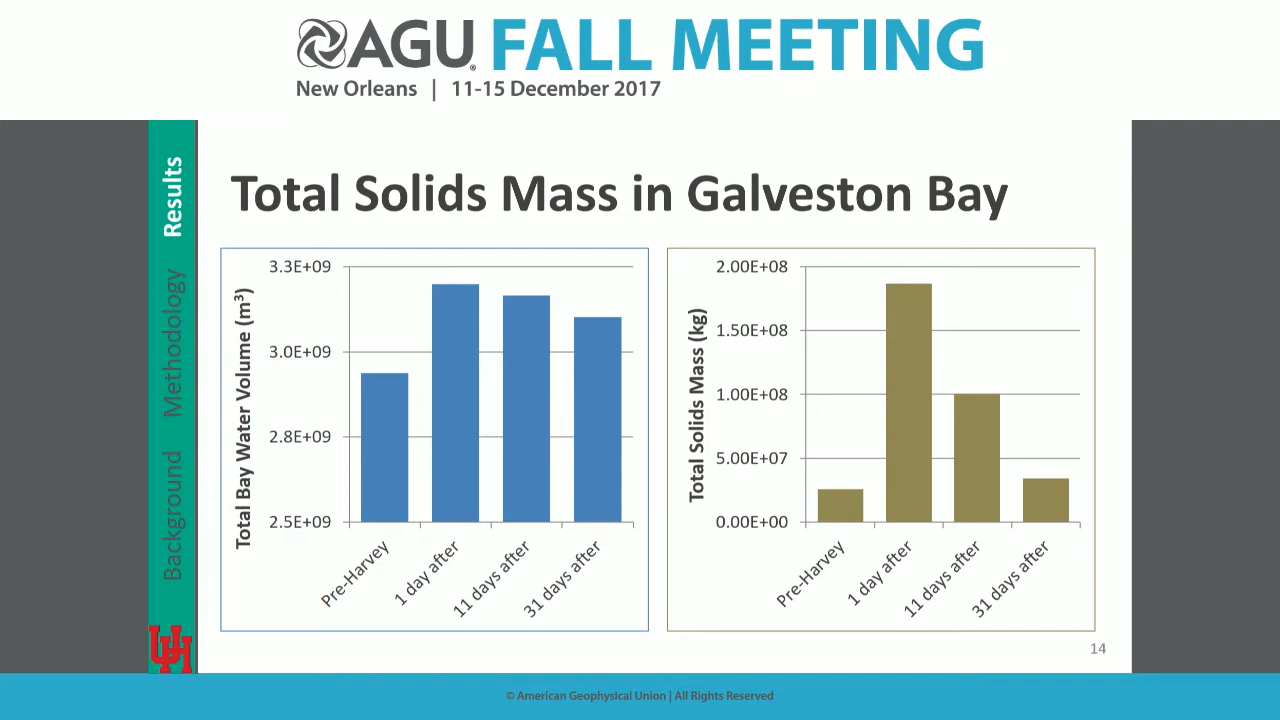 AGU FALL MEETING
New Orleans | 11-15 December 2017
Results
Methodology
Background
Total Solids Mass in Galveston Bay
Total Bay Water Volume (m³)
3.3E+09
3.0E+09
2.8E+09
2.5E+09
Pre-Harvey
1 day after
11 days after
31 days after
Total Solids Mass (kg)
2.00E+08
1.50E+08
1.00E+08
5.00E+07
0.00E+00
Pre-Harvey
1 day after
11 days after
31 days after
UH
14
© American Geophysical Union | All Rights Reserved